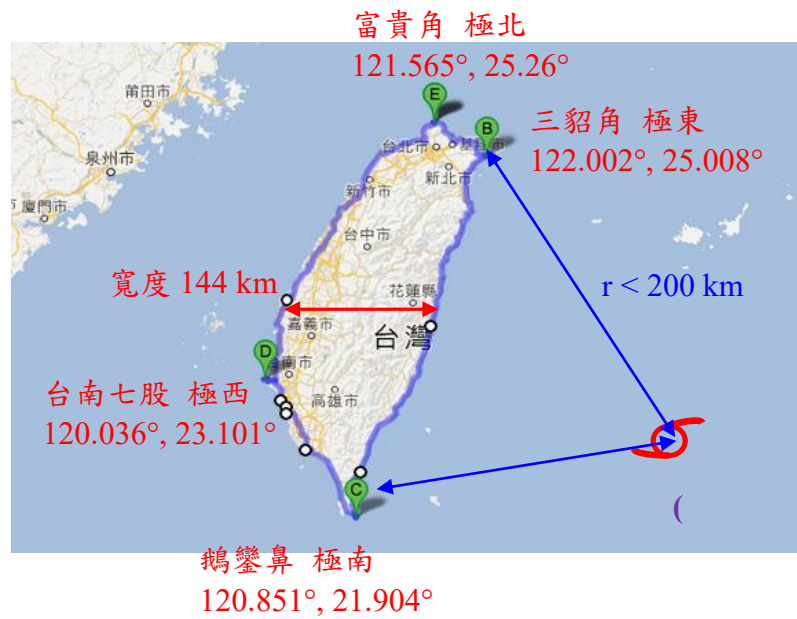 富貴角 極北
121.565°, 25.26°
E
莆田市
B
三貂角 極東
122.002°, 25.008°
台北市
基隆市
泉州市
新北市
新竹市
廈門市
台中市
寬度 144 km
花蓮縣
r < 200 km
嘉義市
台灣
D
台南市
台南七股 極西
120.036°, 23.101°
高雄市
C
(
鵝鑾鼻 極南
120.851°, 21.904°